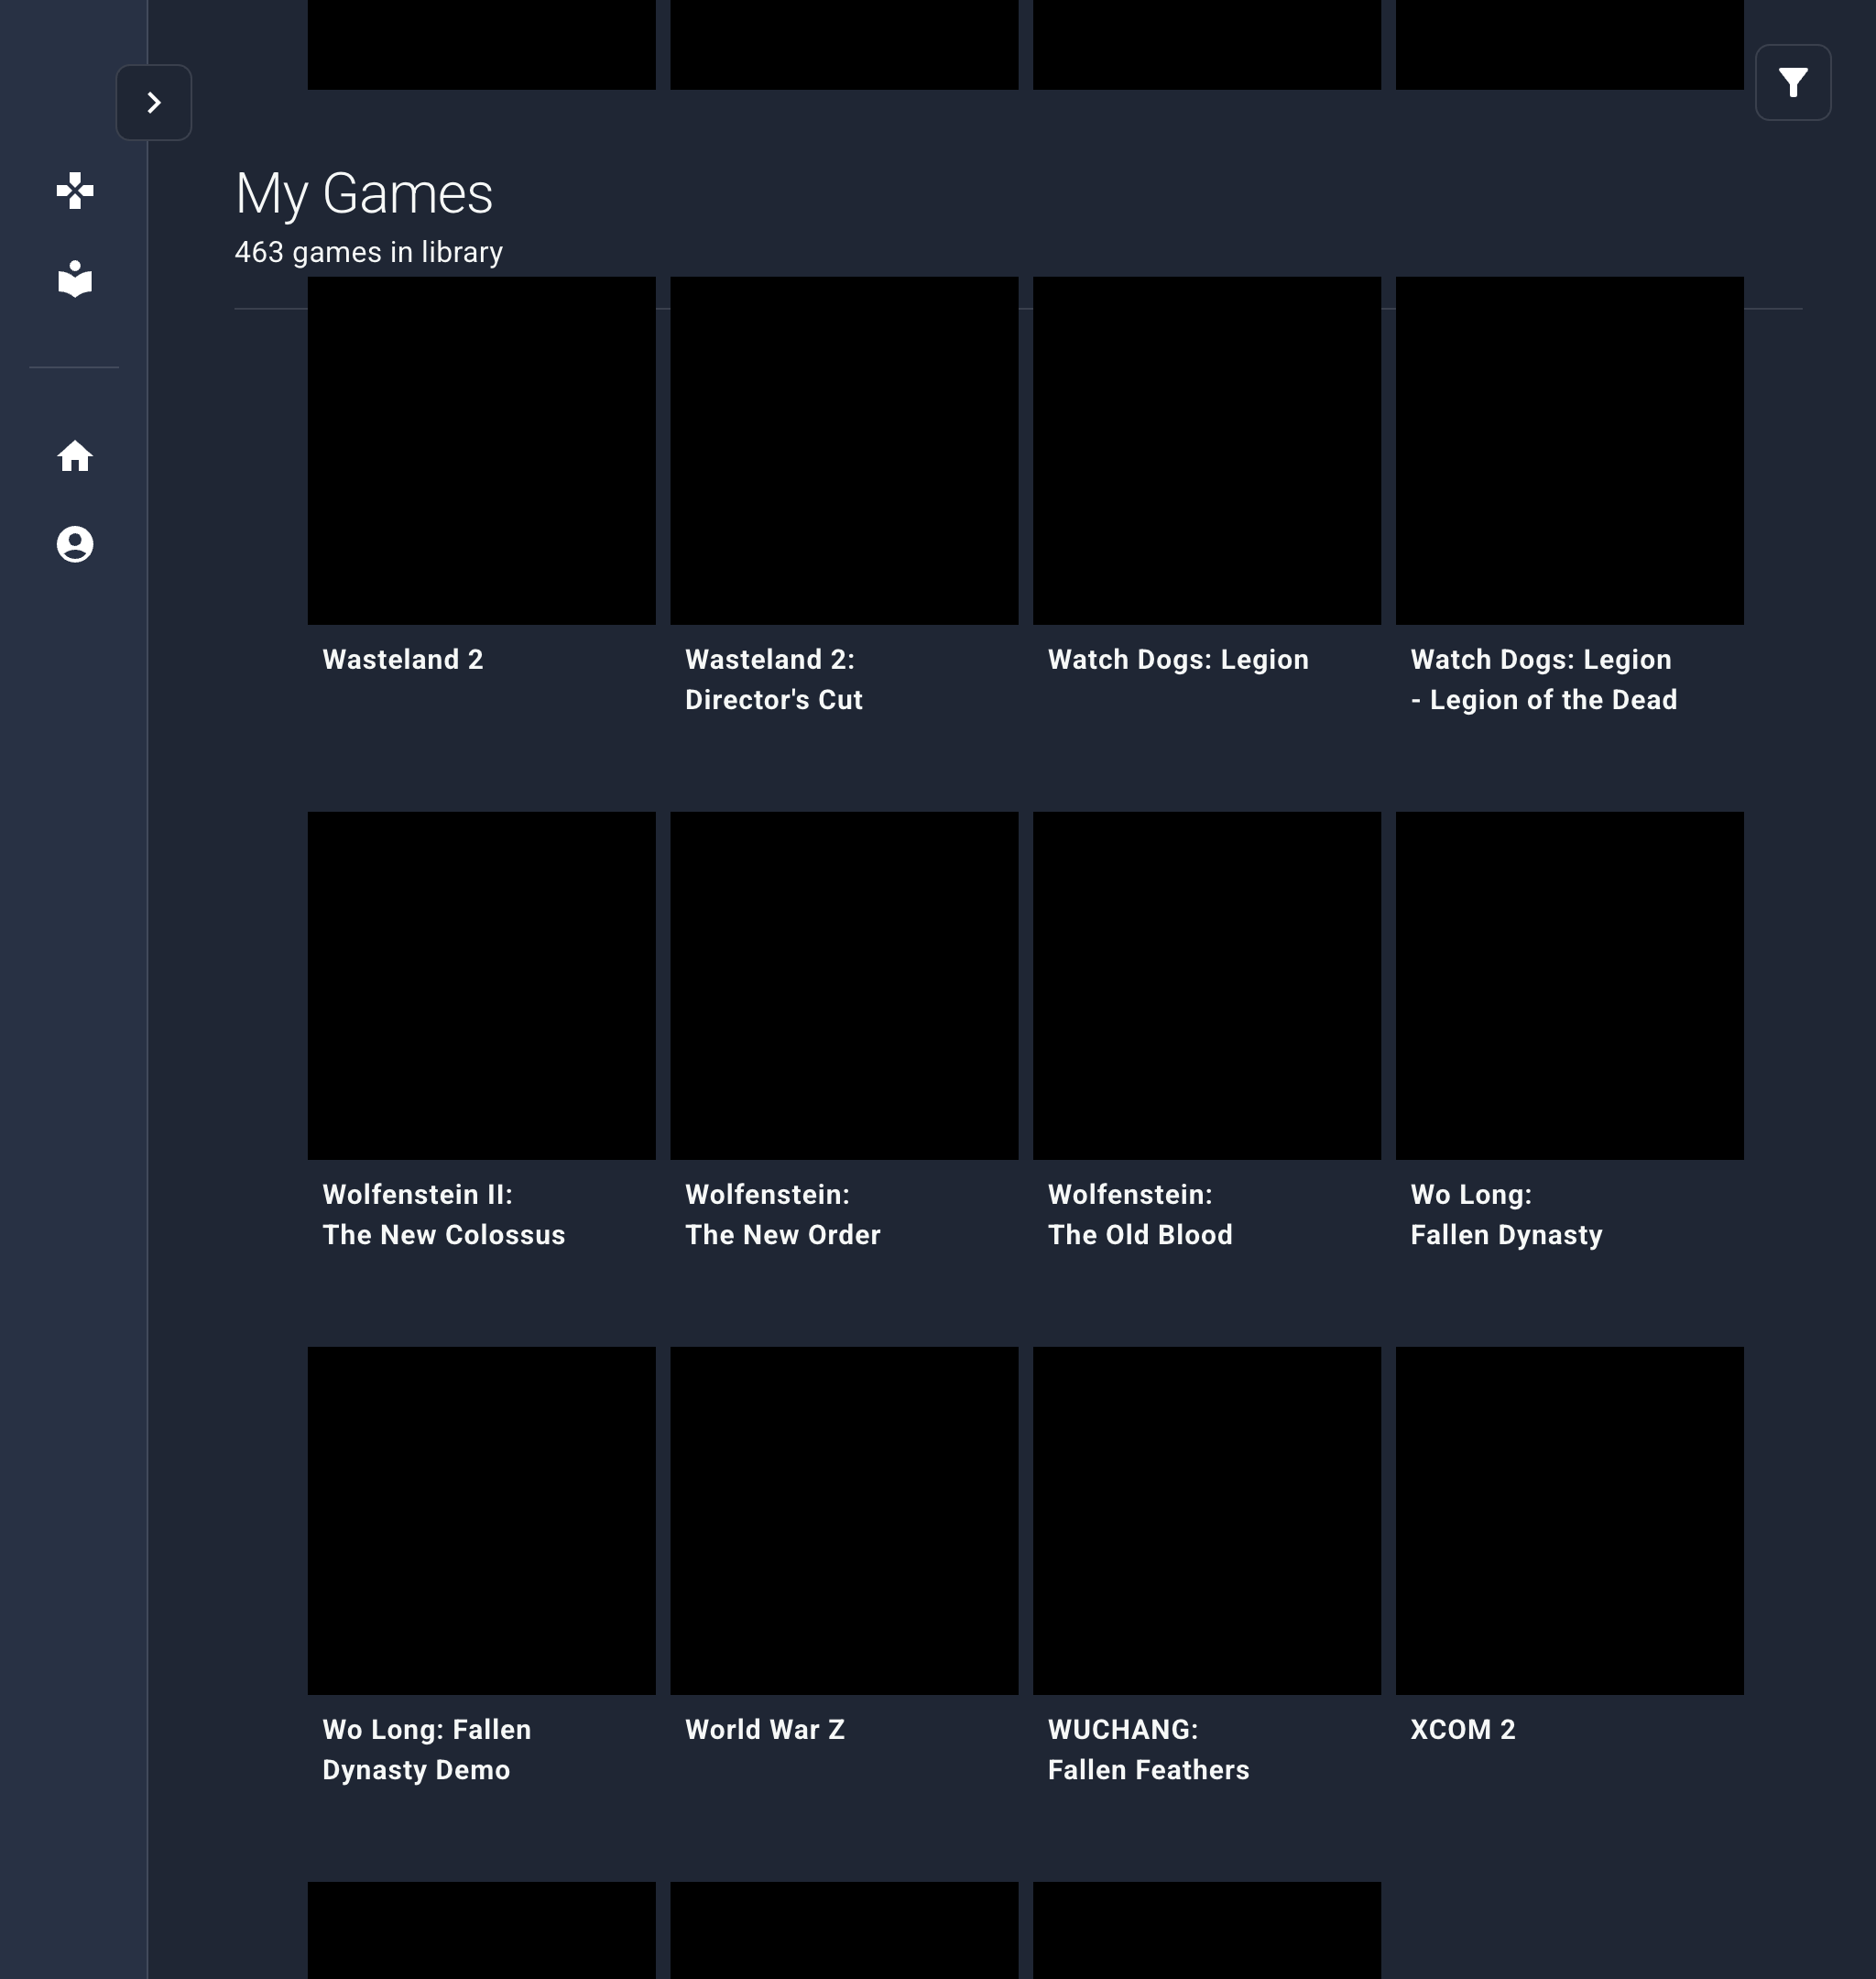 My Games
463 games in library
Wasteland 2
Wasteland 2:
Director's Cut
Watch Dogs: Legion
Watch Dogs: Legion
- Legion of the Dead
Wolfenstein II:
The New Colossus
Wolfenstein:
The New Order
Wolfenstein:
The Old Blood
Wo Long:
Fallen Dynasty
Wo Long: Fallen
Dynasty Demo
World War Z
WUCHANG:
Fallen Feathers
XCOM 2